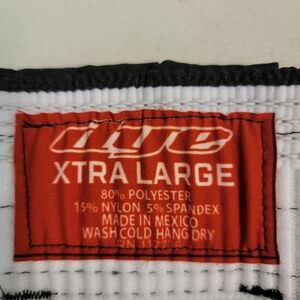 dye
XTRA LARGE
80% POLYESTER
15% NYLON 5% SPANDEX
MADE IN MEXICO
WASH COLD HANG DRY